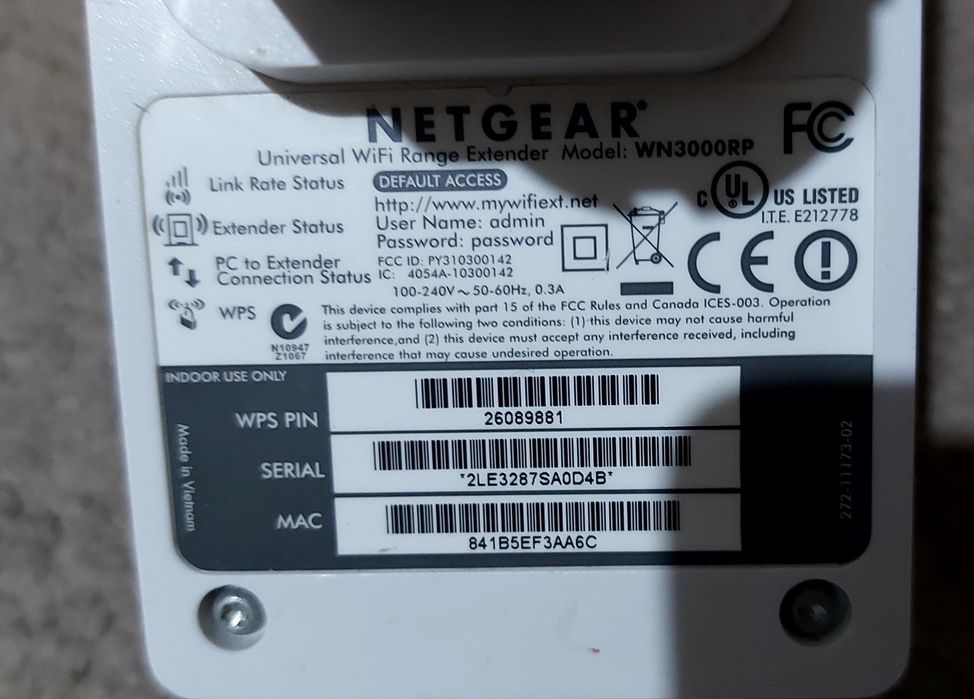 NETGEAR®
FC
Universal WiFi Range Extender Model: WN3000RP
Link Rate Status
DEFAULT ACCESS
http://www.mywifiext.net
User Name: admin
Password: password
C UL ® US LISTED
I.T.E. E212778
Extender Status
PC to Extender
Connection Status
FCC ID: PY310300142
IC: 4054A-10300142
100-240V~50-60Hz, 0.3A
CE
WPS
N10947
Z1067
This device complies with part 15 of the FCC Rules and Canada ICES-003. Operation
is subject to the following two conditions: (1) this device may not cause harmful
interference,and (2) this device must accept any interference received, including
interference that may cause undesired operation.
INDOOR USE ONLY
WPS PIN
26089881
SERIAL
*2LE3287SA0D4B*
MAC
841B5EF3AA6C
Made in Vietnam
272-11173-02